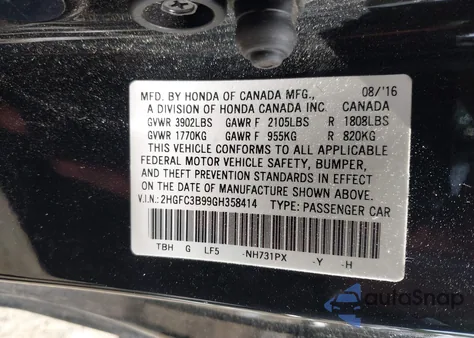 MFD. BY HONDA OF CANADA MFG., 08/'16
A DIVISION OF HONDA CANADA INC. CANADA
GVWR 3902LBS GAWR F 2105LBS R 1808LBS
GVWR 1770KG GAWR F 955KG R 820KG
THIS VEHICLE CONFORMS TO ALL APPLICABLE
FEDERAL MOTOR VEHICLE SAFETY, BUMPER,
AND THEFT PREVENTION STANDARDS IN EFFECT
ON THE DATE OF MANUFACTURE SHOWN ABOVE.
V.I.N.: 2HGFC3B99GH358414 TYPE: PASSENGER CAR
TBH G LF5 -NH731PX -Y -H
autoSnap